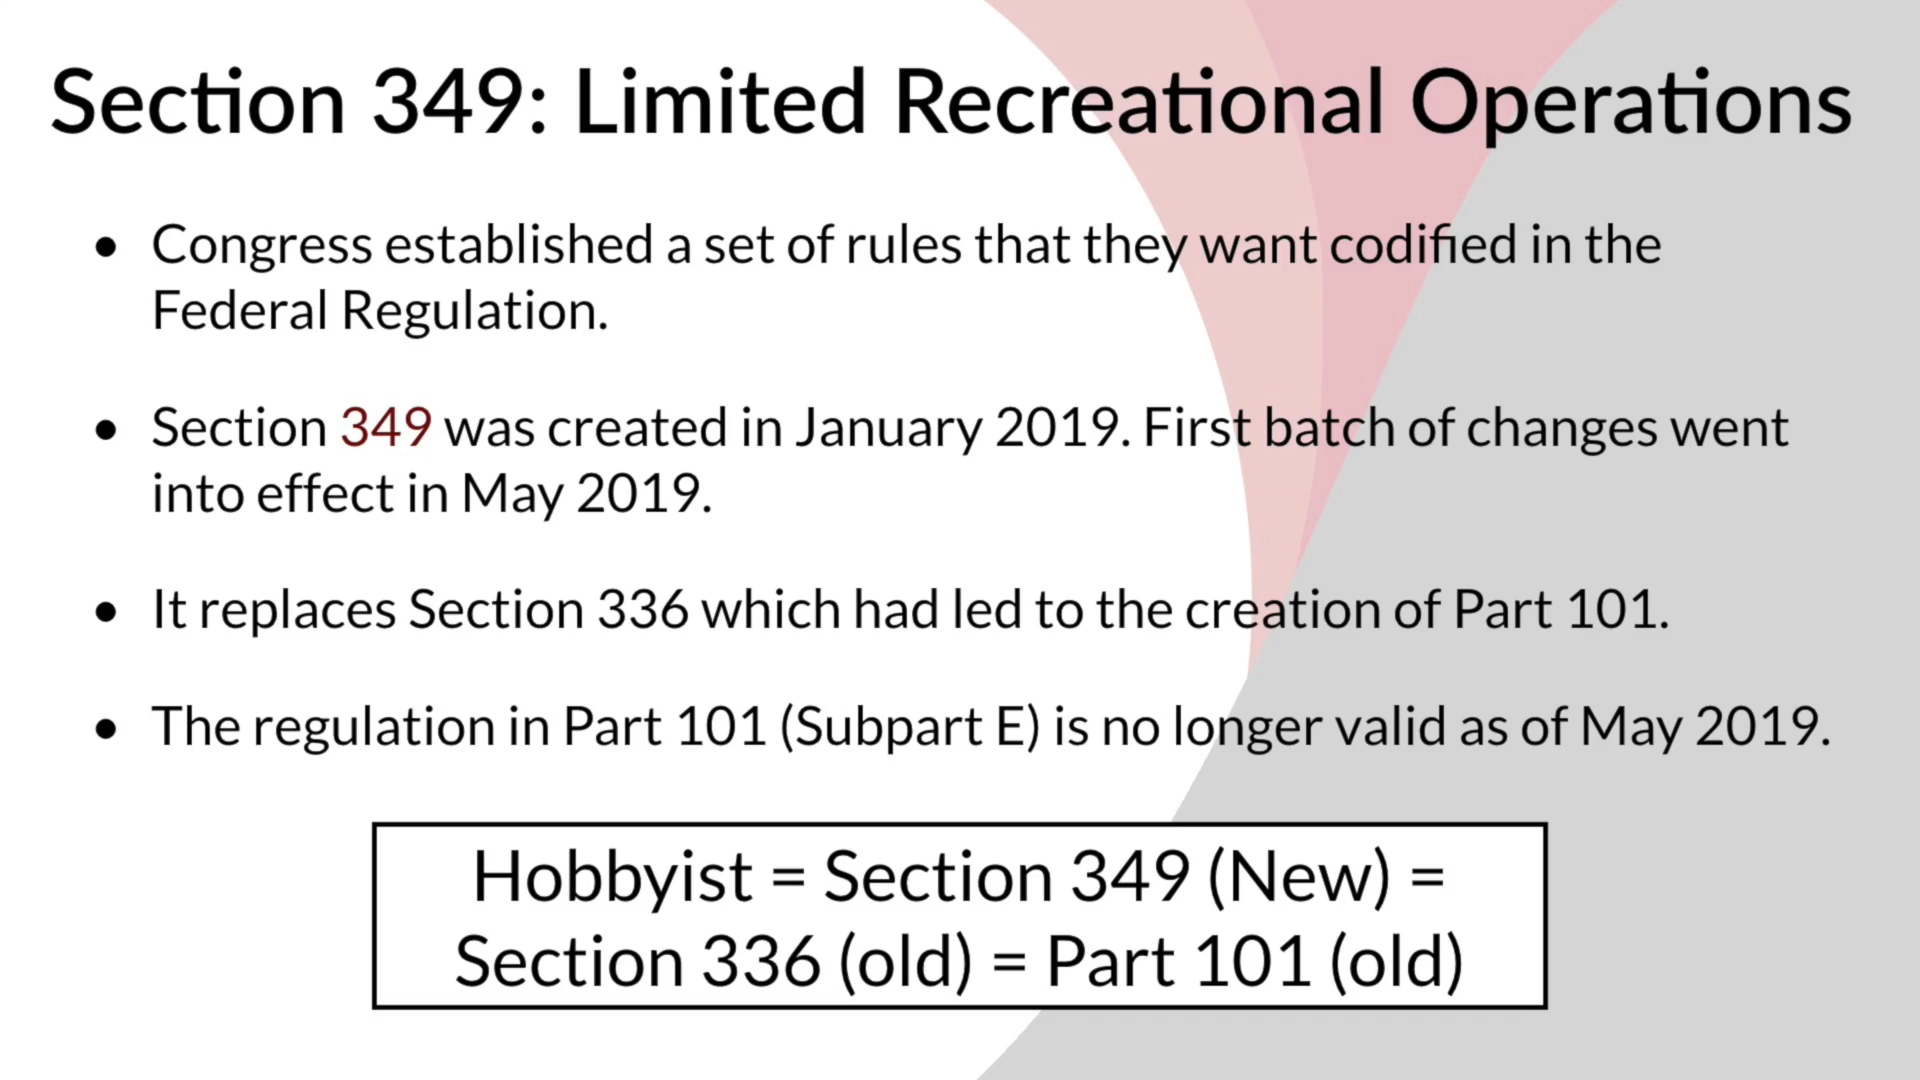 Section 349: Limited Recreational Operations
• Congress established a set of rules that they want codified in the
Federal Regulation.
• Section 349 was created in January 2019. First batch of changes went
into effect in May 2019.
• It replaces Section 336 which had led to the creation of Part 101.
• The regulation in Part 101 (Subpart E) is no longer valid as of May 2019.
Hobbyist = Section 349 (New) =
Section 336 (old) = Part 101 (old)